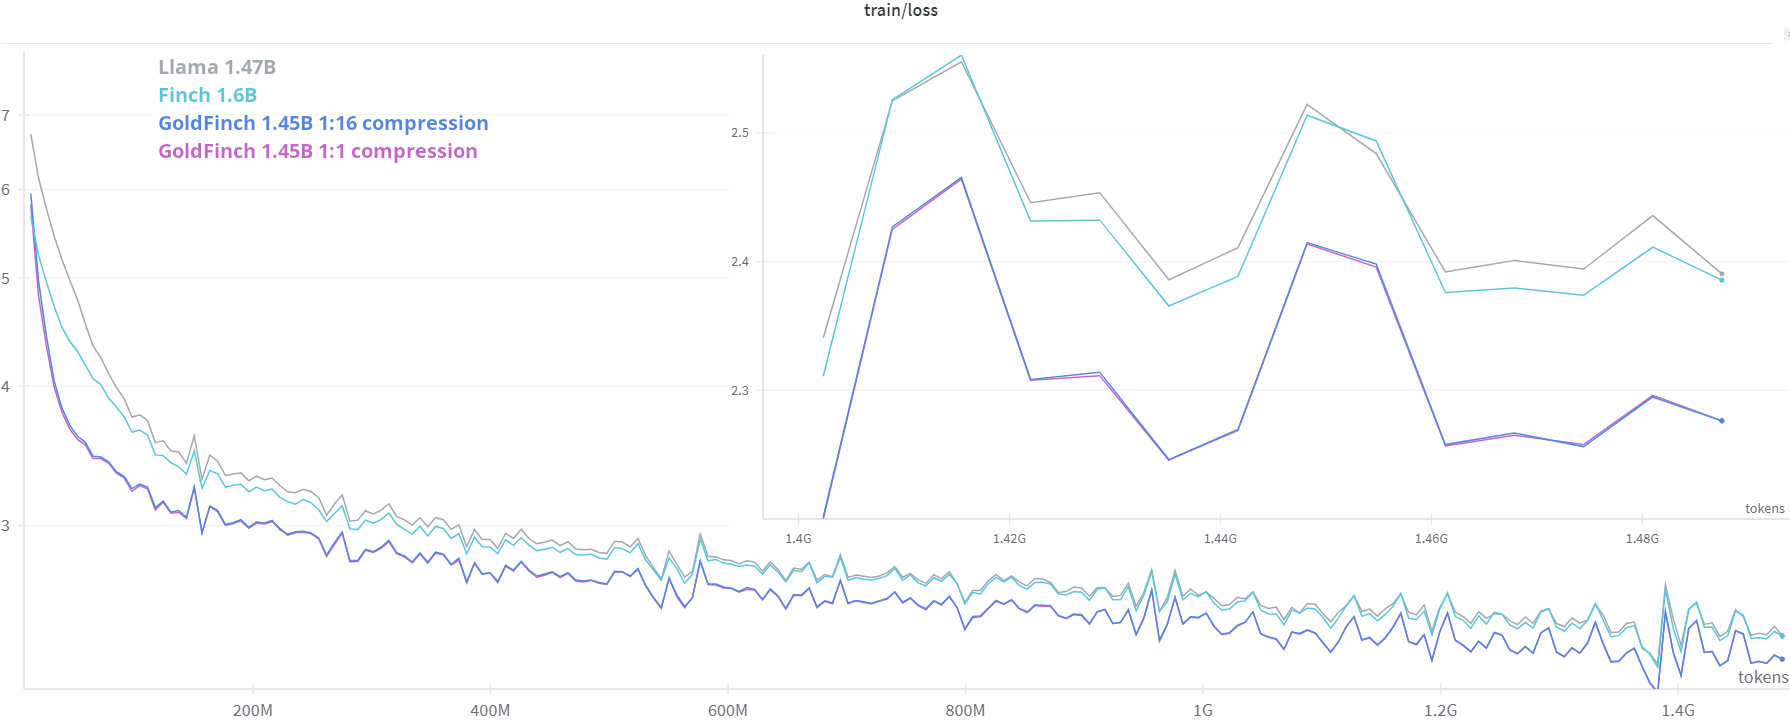 train/loss
Llama 1.47B
Finch 1.6B
GoldFinch 1.45B 1:16 compression
GoldFinch 1.45B 1:1 compression
7
6
5
4
3
200M
400M
600M
800M
1G
1.2G
1.4G
tokens
2.5
2.4
2.3
1.4G
1.42G
1.44G
1.46G
1.48G
tokens